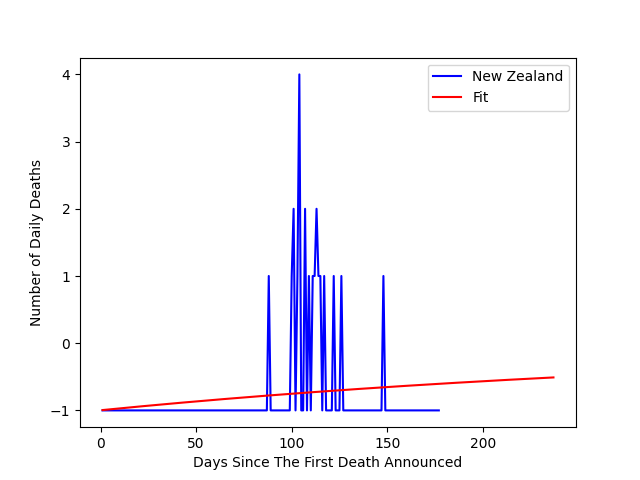 New Zealand
Fit
4
3
2
1
0
−1
Number of Daily Deaths
0 50 100 150 200
Days Since The First Death Announced